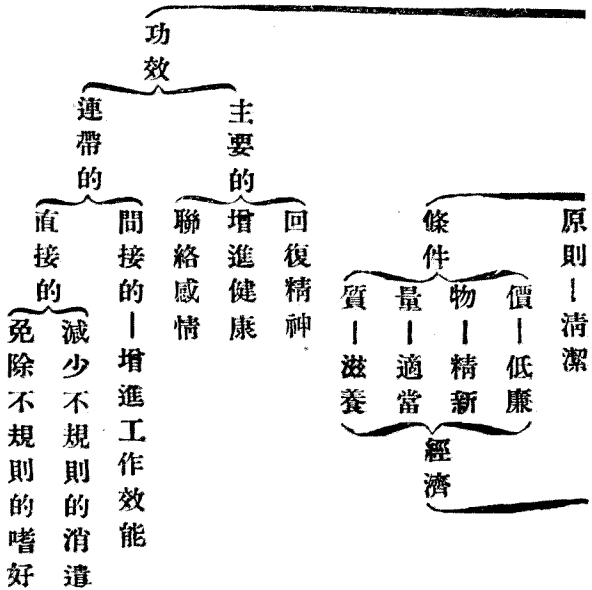 原則－清潔
條件
價－低廉
物－精新
量－適當
質－滋養
經濟
功效
主要的
回復精神
增進健康
聯絡感情
連帶的
間接的－增進工作效能
直接的
減少不規則的消遣
免除不規則的嗜好